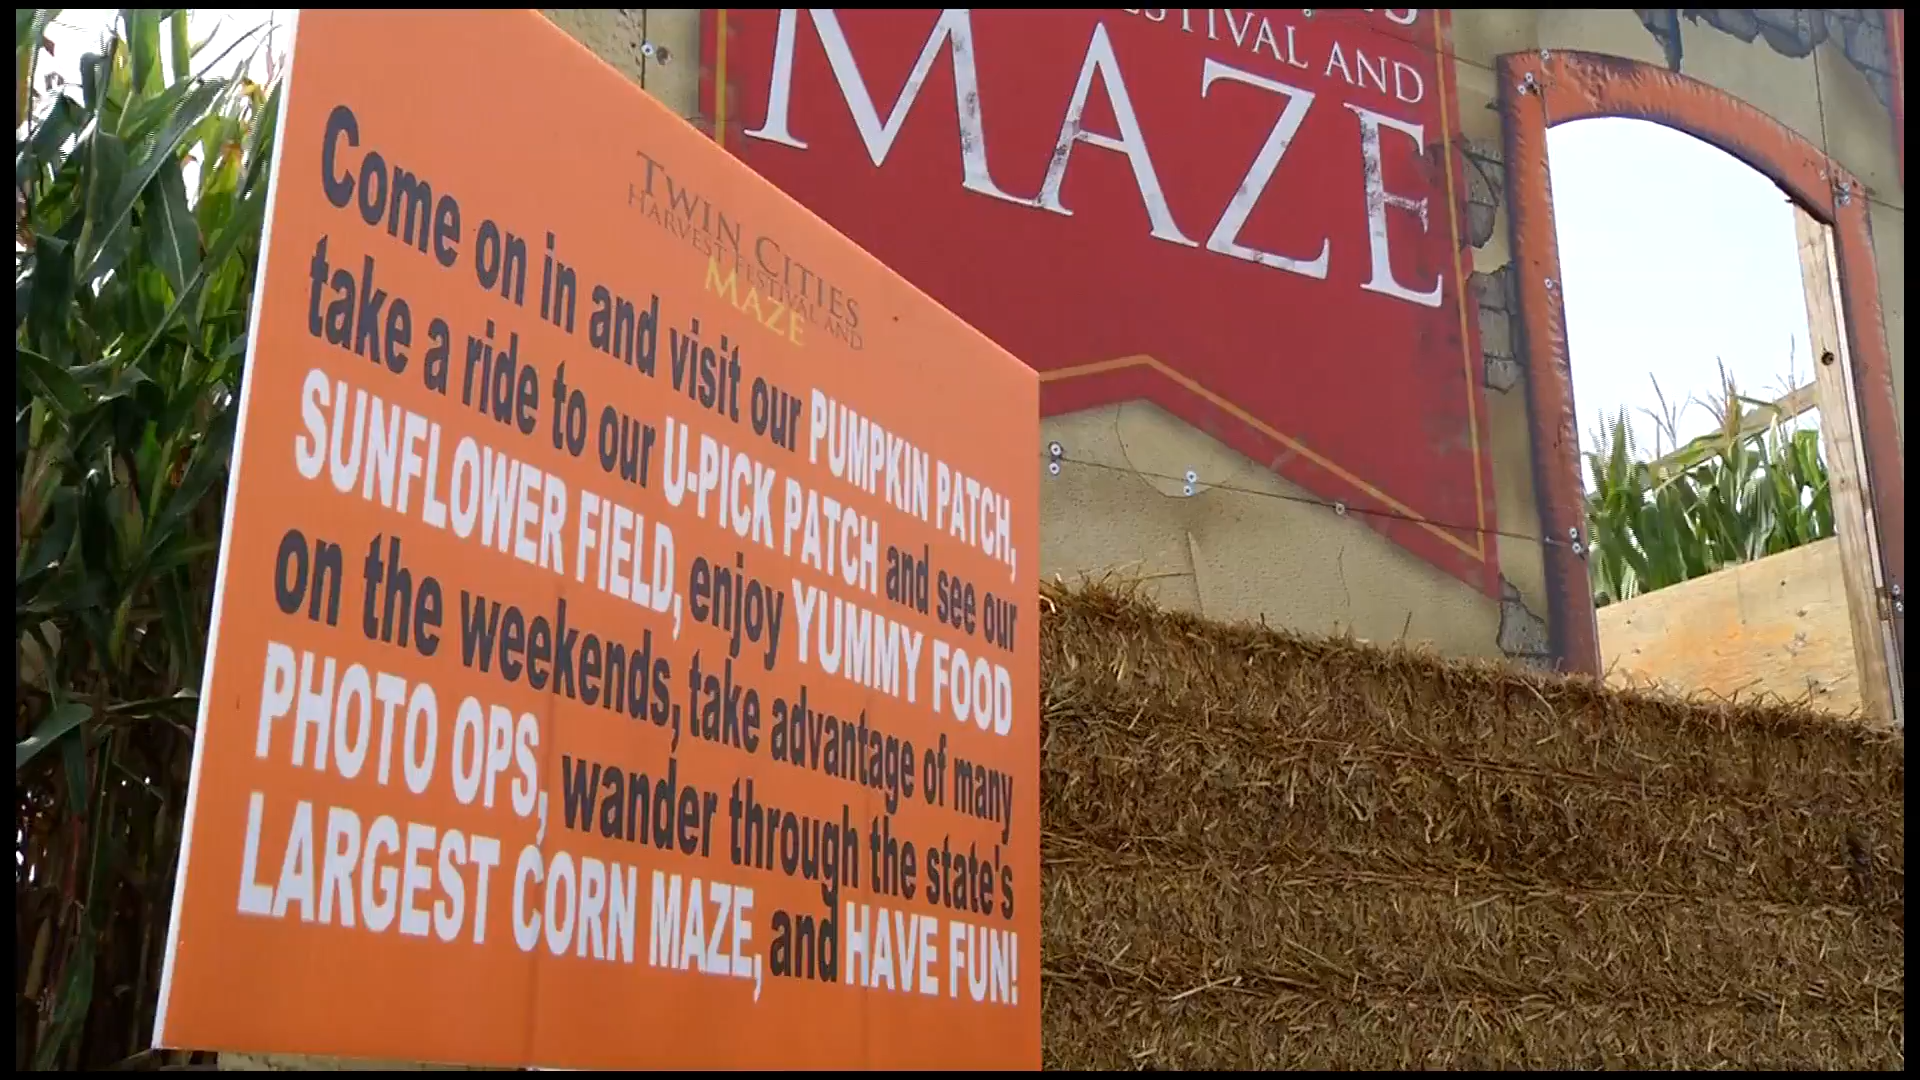 TWIN CITIES
HARVEST FESTIVAL AND
MAZE
Come on in and visit our PUMPKIN PATCH,
take a ride to our U-PICK PATCH and see our
SUNFLOWER FIELD, enjoy YUMMY FOOD
on the weekends, take advantage of many
PHOTO OPS, wander through the state's
LARGEST CORN MAZE, and HAVE FUN!
ESTIVAL AND
MAZE